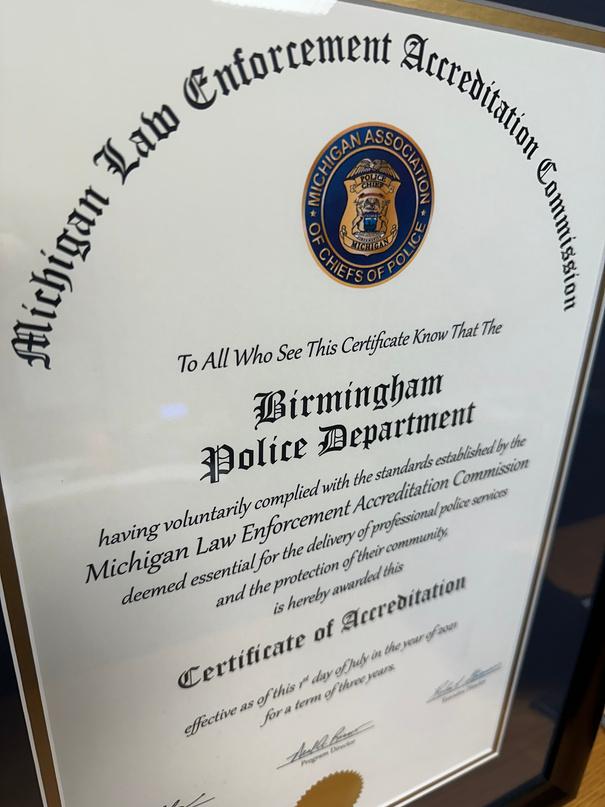 Michigan Law Enforcement Accreditation Commission
MICHIGAN ASSOCIATION
OF CHIEFS OF POLICE
POLICE
CHIEF
MICHIGAN
To All Who See This Certificate Know That The
Birmingham
Police Department
having voluntarily complied with the standards established by the
Michigan Law Enforcement Accreditation Commission
deemed essential for the delivery of professional police services
and the protection of their community,
is hereby awarded this
Certificate of Accreditation
effective as of this 1st day of July in the year of 2021
for a term of three years.
Executive Director
Program Director